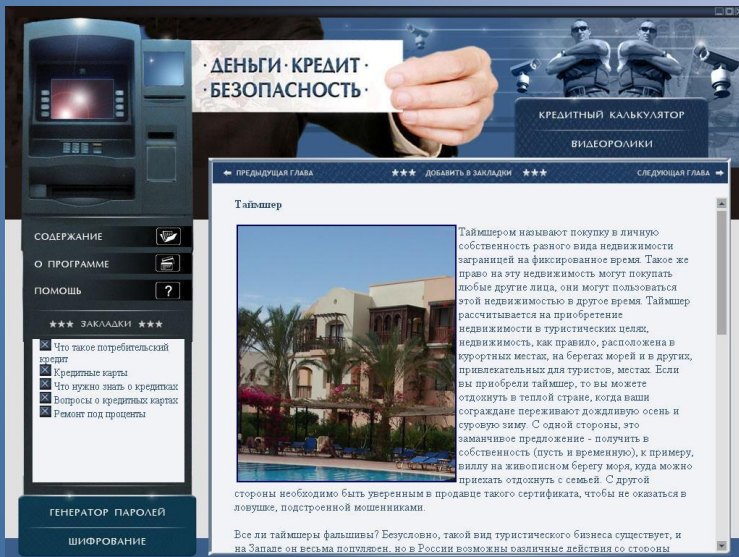 ·ДЕНЬГИ·КРЕДИТ·
·БЕЗОПАСНОСТЬ·
КРЕДИТНЫЙ КАЛЬКУЛЯТОР
ВИДЕОРОЛИКИ
ПРЕДЫДУЩАЯ ГЛАВА
ДОБАВИТЬ В ЗАКЛАДКИ
СЛЕДУЮЩАЯ ГЛАВА
СОДЕРЖАНИЕ
О ПРОГРАММЕ
ПОМОЩЬ
?
ЗАКЛАДКИ
Что такое потребительский
кредит
Кредитные карты
Что нужно знать о кредитках
Вопросы о кредитных картах
Ремонт под проценты
ГЕНЕРАТОР ПАРОЛЕЙ
ШИФРОВАНИЕ
Таймшер
Таймшером называют покупку в личную
собственность разного вида недвижимости
заграницей на фиксированное время. Такое же
право на эту недвижимость могут покупать
любые другие лица, они могут пользоваться
этой недвижимостью в другое время. Таймшер
рассчитывается на приобретение
недвижимости в туристических целях,
недвижимость, как правило, расположена в
курортных местах, на берегах морей и в других,
привлекательных для туристов, местах. Если
вы приобрели таймшер, то вы можете
отдохнуть в теплой стране, когда ваши
сограждане переживают дождливую осень и
суровую зиму. С одной стороны, это
заманчивое предложение - получить в
собственность (пусть и временную), к примеру,
виллу на живописном берегу моря, куда можно
приехать отдохнуть с семьей. С другой
стороны необходимо быть уверенным в продавце такого сертификата, чтобы не оказаться в
ловушке, подстроенной мошенниками.
Все ли таймшеры фальшивы? Безусловно, такой вид туристического бизнеса существует, и
на Западе он весьма популярен, но в России возможны различные действия со стороны